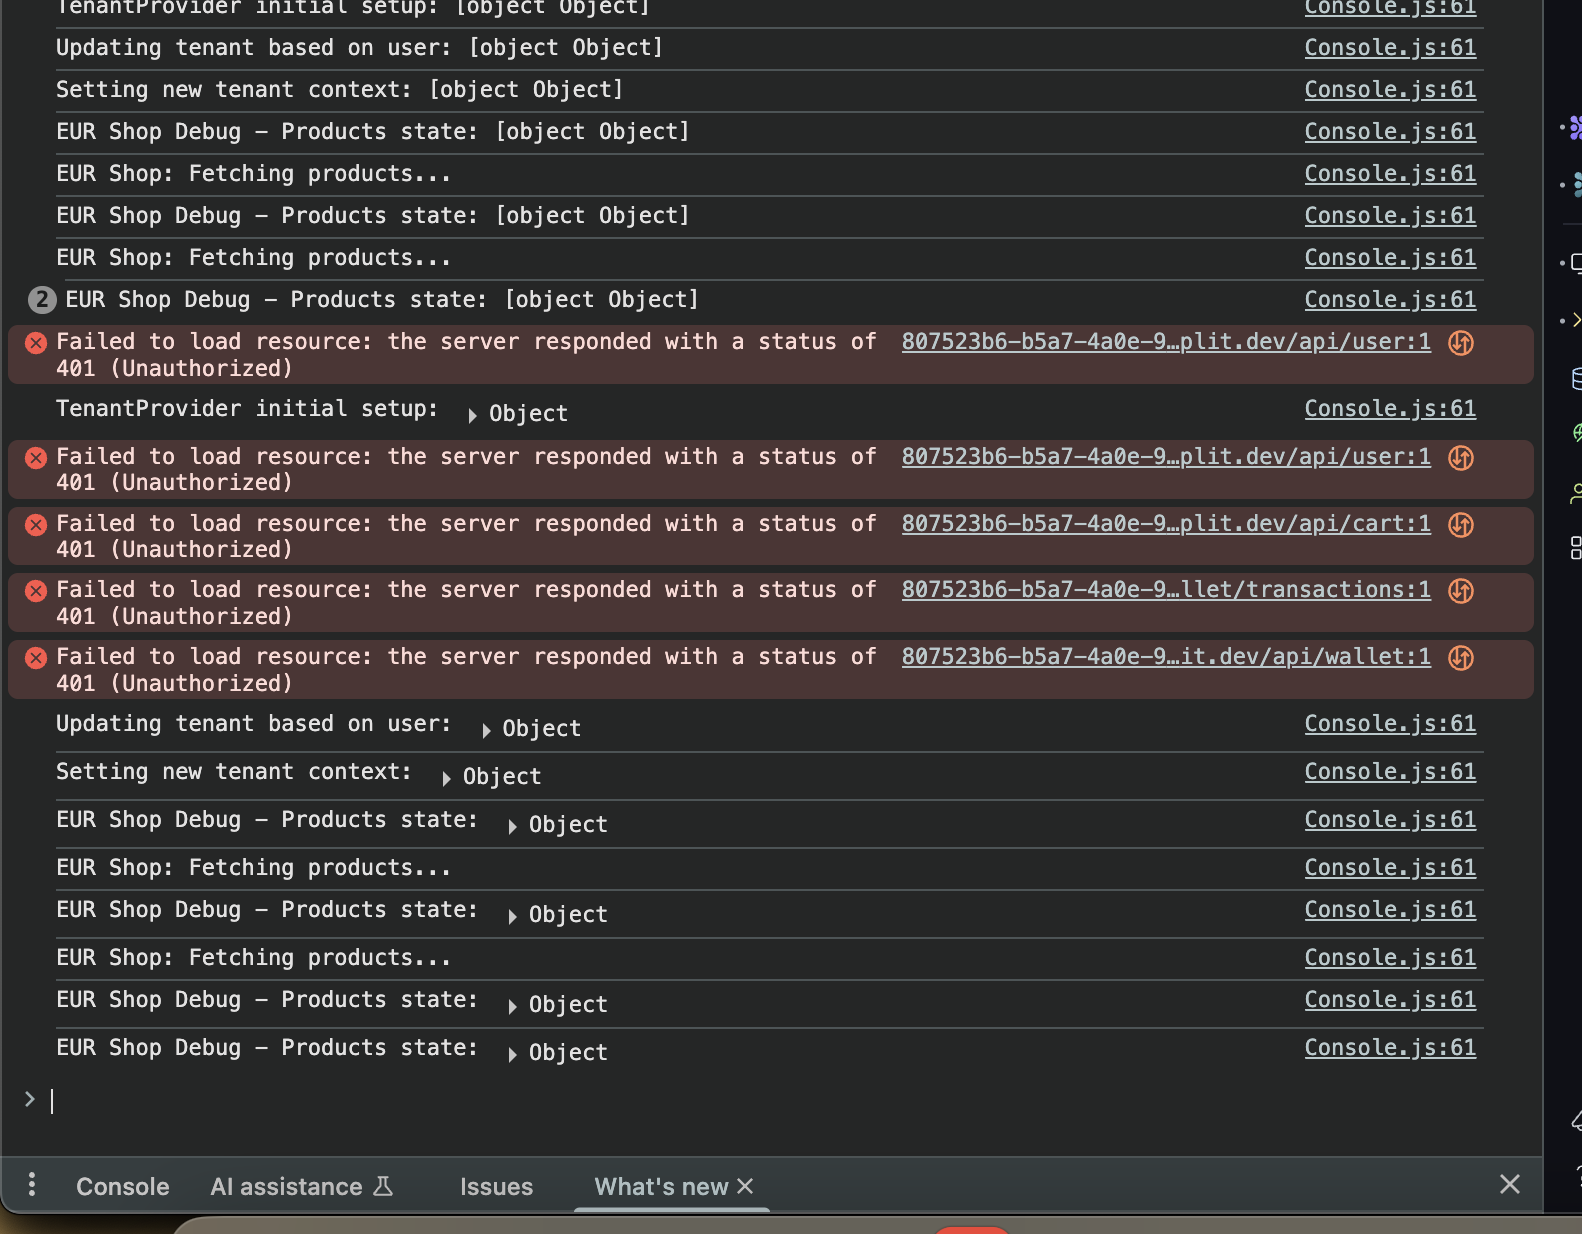 TenantProvider initial setup: [object Object] Console.js:61
Updating tenant based on user: [object Object] Console.js:61
Setting new tenant context: [object Object] Console.js:61
EUR Shop Debug – Products state: [object Object] Console.js:61
EUR Shop: Fetching products... Console.js:61
EUR Shop Debug – Products state: [object Object] Console.js:61
EUR Shop: Fetching products... Console.js:61
2 EUR Shop Debug – Products state: [object Object] Console.js:61
Failed to load resource: the server responded with a status of 807523b6-b5a7-4a0e-9…plit.dev/api/user:1
401 (Unauthorized)
TenantProvider initial setup: Object Console.js:61
Failed to load resource: the server responded with a status of 807523b6-b5a7-4a0e-9…plit.dev/api/user:1
401 (Unauthorized)
Failed to load resource: the server responded with a status of 807523b6-b5a7-4a0e-9…plit.dev/api/cart:1
401 (Unauthorized)
Failed to load resource: the server responded with a status of 807523b6-b5a7-4a0e-9…llet/transactions:1
401 (Unauthorized)
Failed to load resource: the server responded with a status of 807523b6-b5a7-4a0e-9…it.dev/api/wallet:1
401 (Unauthorized)
Updating tenant based on user: Object Console.js:61
Setting new tenant context: Object Console.js:61
EUR Shop Debug – Products state: Object Console.js:61
EUR Shop: Fetching products... Console.js:61
EUR Shop Debug – Products state: Object Console.js:61
EUR Shop: Fetching products... Console.js:61
EUR Shop Debug – Products state: Object Console.js:61
EUR Shop Debug – Products state: Object Console.js:61
Console AI assistance Issues What's new